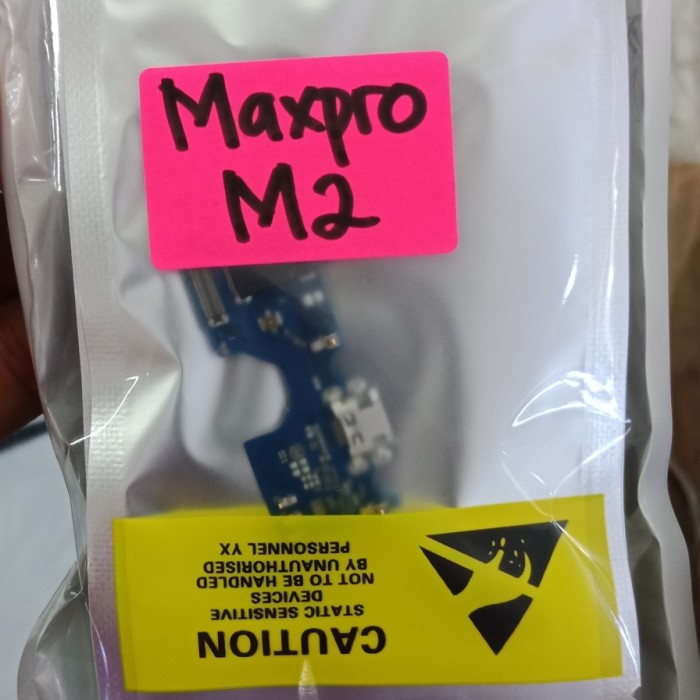 Maxpro
M2
CAUTION
STATIC SENSITIVE
DEVICES
NOT TO BE HANDLED
BY UNAUTHORISED
PERSONNEL YX